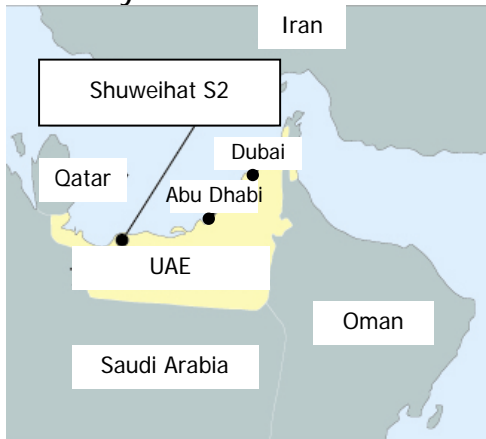 Iran
Shuweihat S2
Dubai
Qatar
Abu Dhabi
UAE
Oman
Saudi Arabia